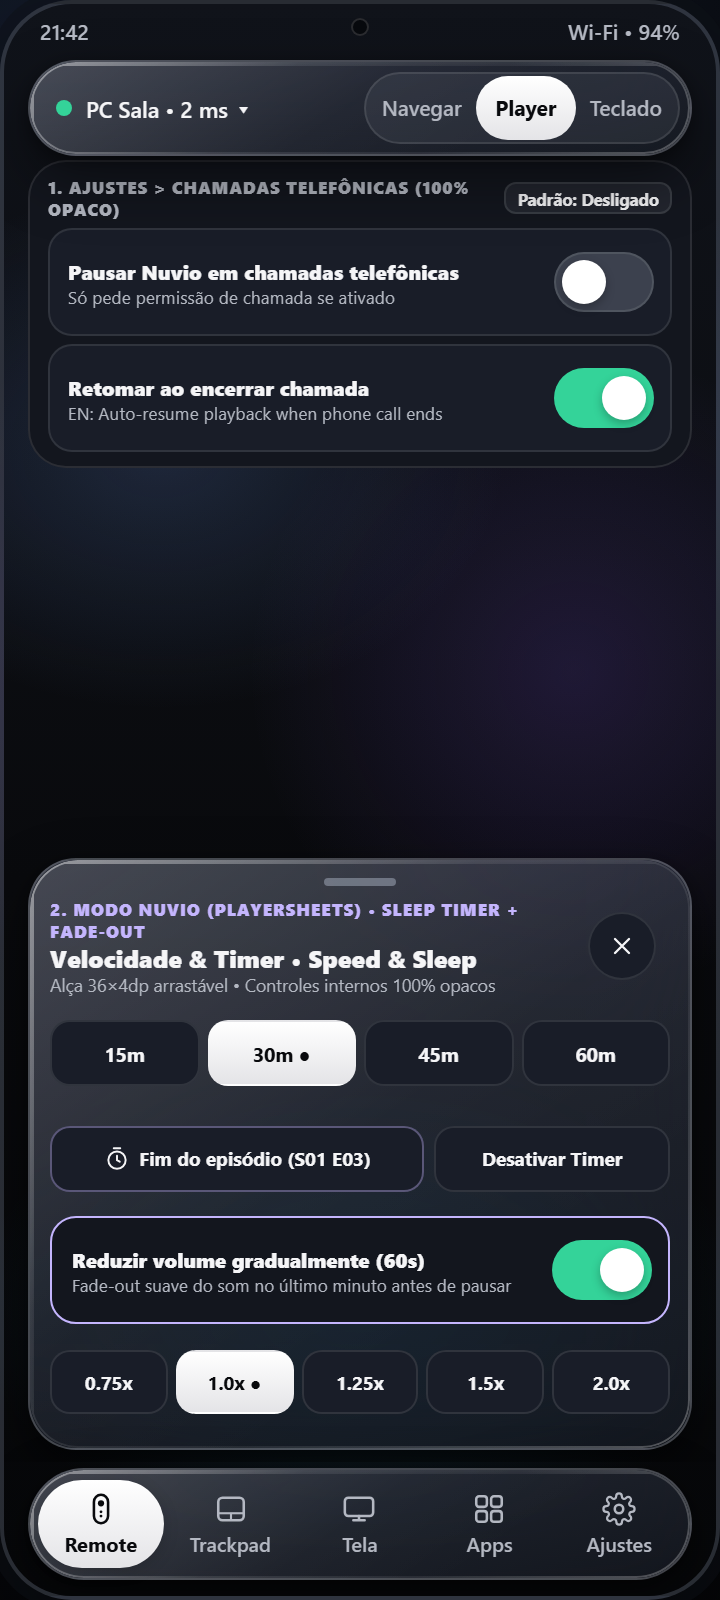 21:42
Wi-Fi • 94%
PC Sala • 2 ms ▾
Navegar
Player
Teclado
1. AJUSTES > CHAMADAS TELEFÔNICAS (100%
OPACO)
Padrão: Desligado
Pausar Nuvio em chamadas telefônicas
Só pede permissão de chamada se ativado
Retomar ao encerrar chamada
EN: Auto-resume playback when phone call ends
2. MODO NUVIO (PLAYERSHEETS) • SLEEP TIMER +
FADE-OUT
Velocidade & Timer • Speed & Sleep
Alça 36×4dp arrastável • Controles internos 100% opacos
15m
30m ●
45m
60m
Fim do episódio (S01 E03)
Desativar Timer
Reduzir volume gradualmente (60s)
Fade-out suave do som no último minuto antes de pausar
0.75x
1.0x ●
1.25x
1.5x
2.0x
Remote
Trackpad
Tela
Apps
Ajustes